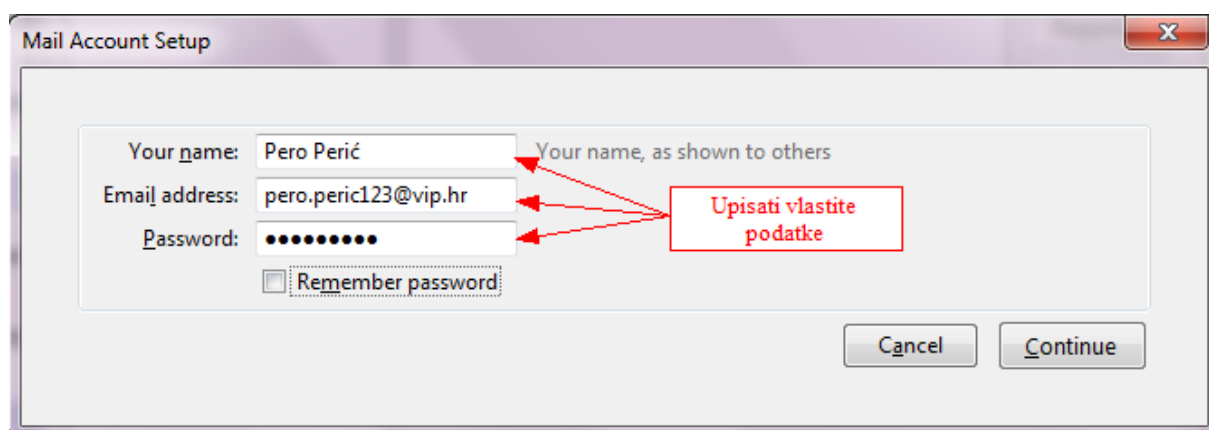 Mail Account Setup
Your name: Pero Perić Your name, as shown to others
Email address: pero.peric123@vip.hr
Upisati vlastite
podatke
Password: •••••••••
Remember password
Cancel Continue